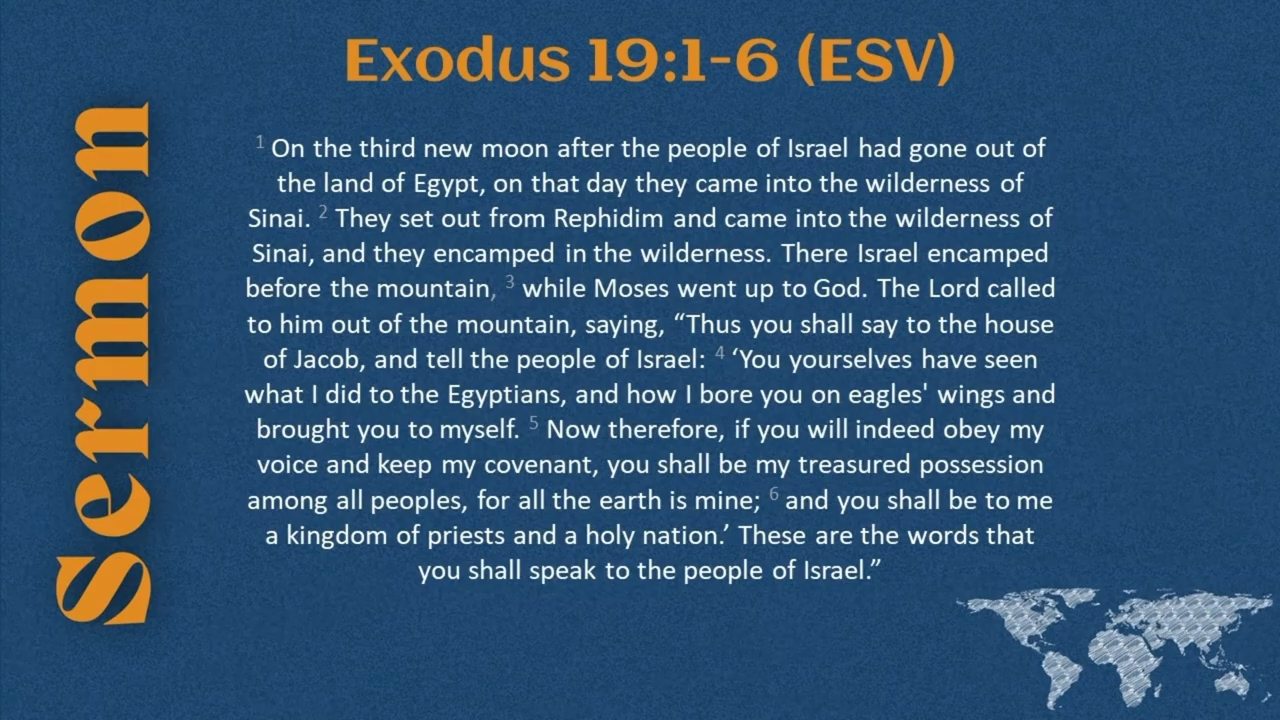 Exodus 19:1-6 (ESV)
Sermon
1 On the third new moon after the people of Israel had gone out of
the land of Egypt, on that day they came into the wilderness of
Sinai. 2 They set out from Rephidim and came into the wilderness of
Sinai, and they encamped in the wilderness. There Israel encamped
before the mountain, 3 while Moses went up to God. The Lord called
to him out of the mountain, saying, “Thus you shall say to the house
of Jacob, and tell the people of Israel: 4 ‘You yourselves have seen
what I did to the Egyptians, and how I bore you on eagles' wings and
brought you to myself. 5 Now therefore, if you will indeed obey my
voice and keep my covenant, you shall be my treasured possession
among all peoples, for all the earth is mine; 6 and you shall be to me
a kingdom of priests and a holy nation.’ These are the words that
you shall speak to the people of Israel.”